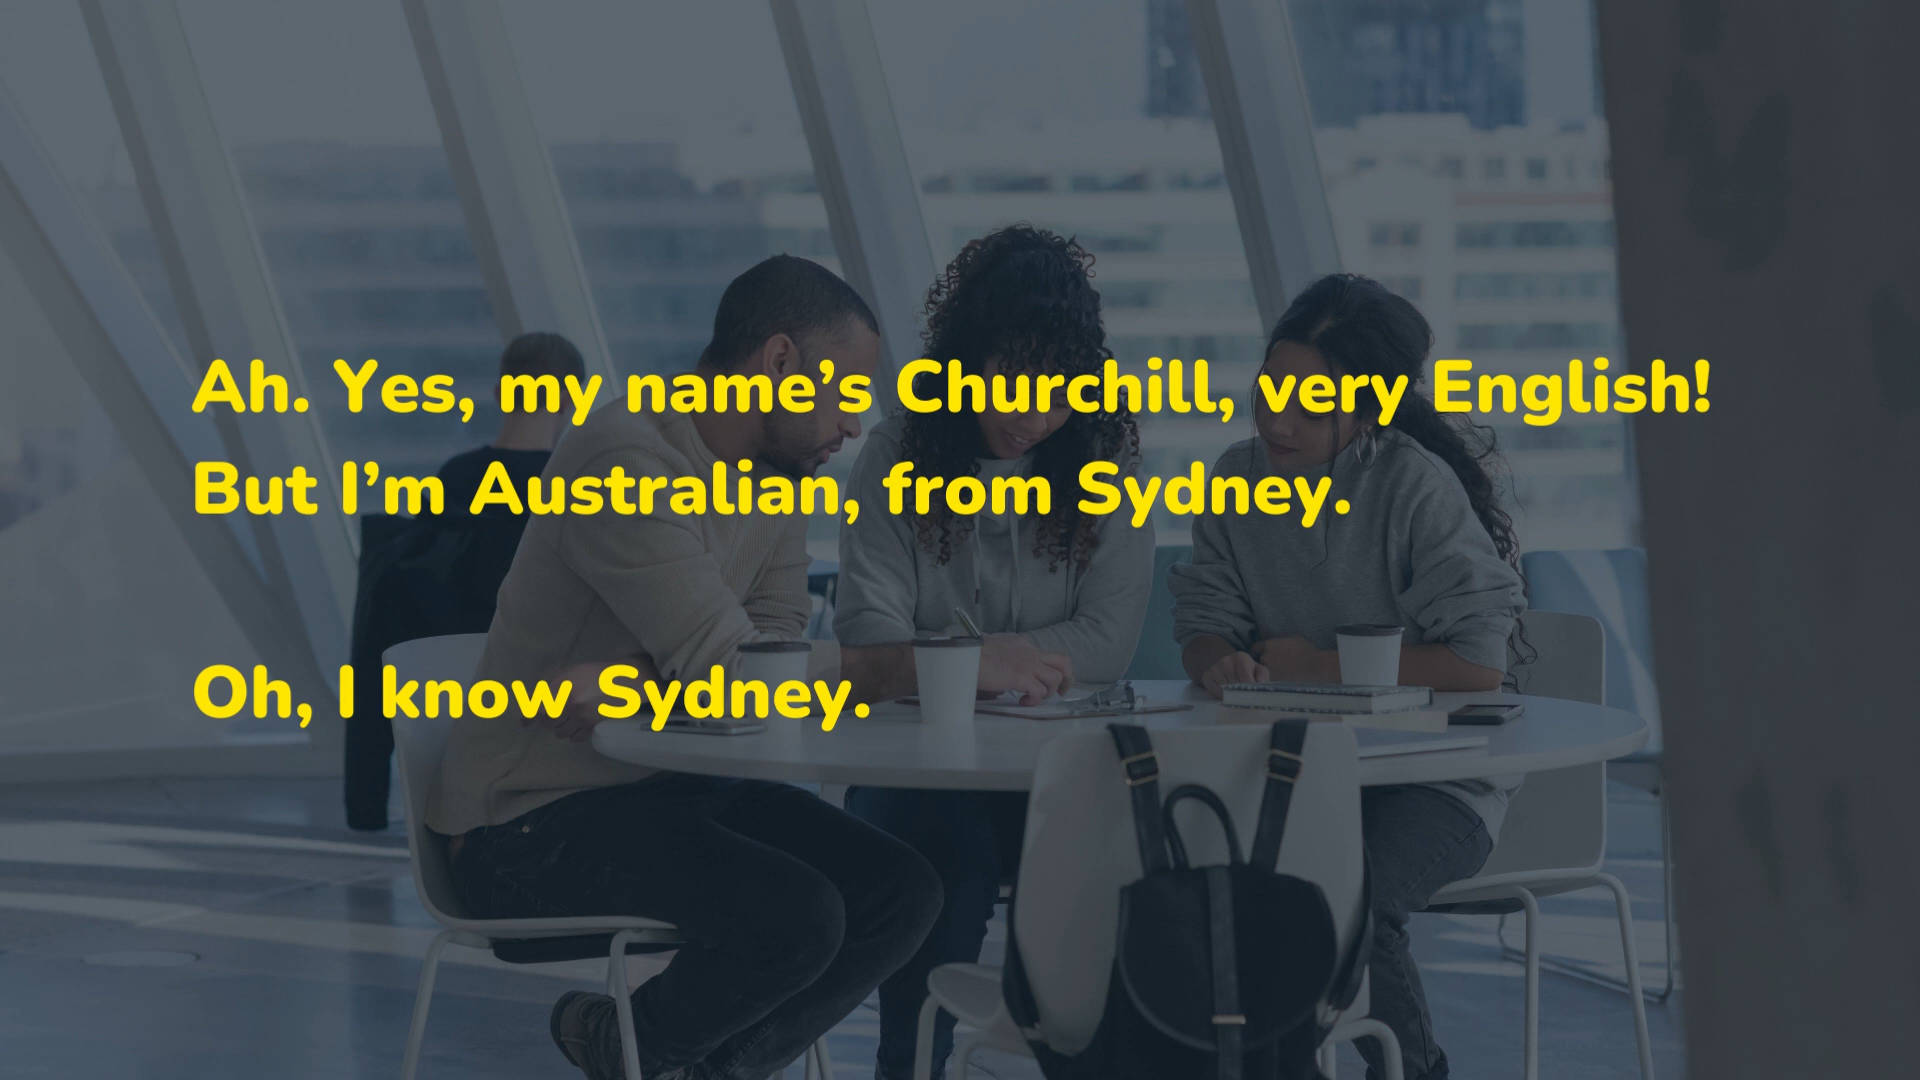 Ah. Yes, my name’s Churchill, very English!
But I’m Australian, from Sydney.
Oh, I know Sydney.